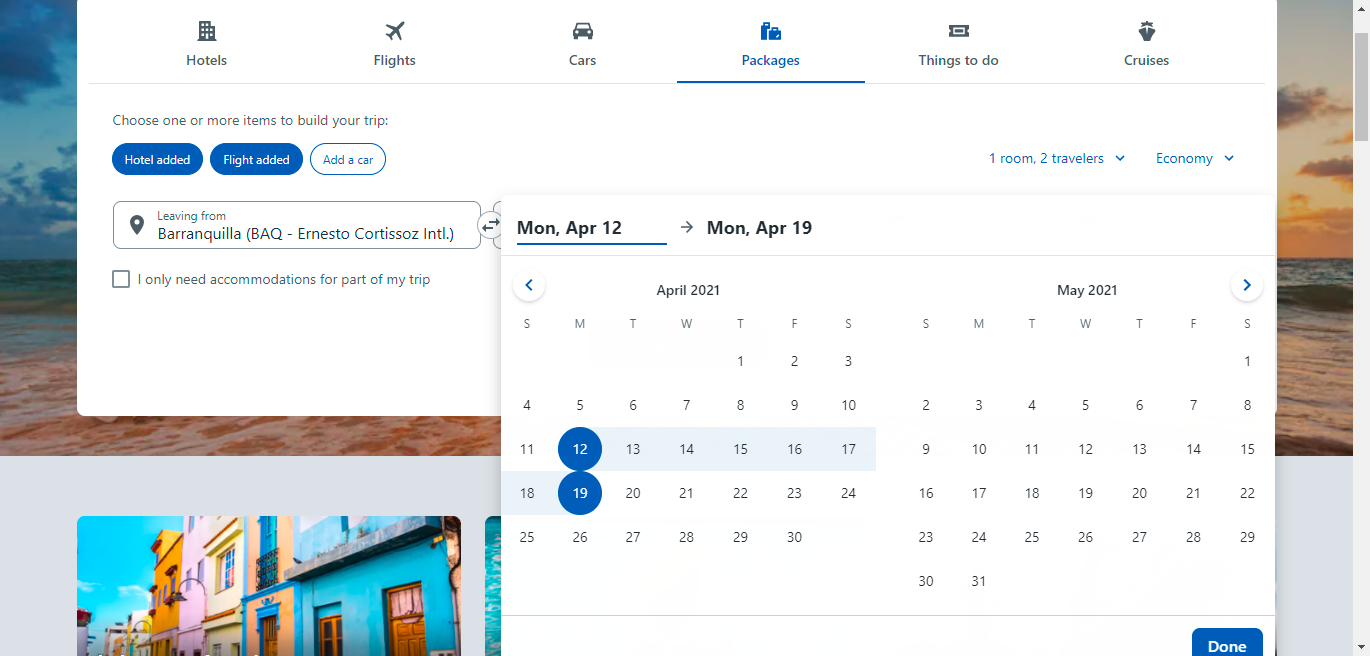 Hotels Flights Cars Packages Things to do Cruises
Choose one or more items to build your trip:
Hotel added Flight added Add a car 1 room, 2 travelers Economy
Leaving from
Barranquilla (BAQ - Ernesto Cortissoz Intl.)
Mon, Apr 12 Mon, Apr 19
I only need accommodations for part of my trip
April 2021 May 2021
S M T W T F S S M T W T F S
1 2 3 1
4 5 6 7 8 9 10 2 3 4 5 6 7 8
11 12 13 14 15 16 17 9 10 11 12 13 14 15
18 19 20 21 22 23 24 16 17 18 19 20 21 22
25 26 27 28 29 30 23 24 25 26 27 28 29
30 31
Done